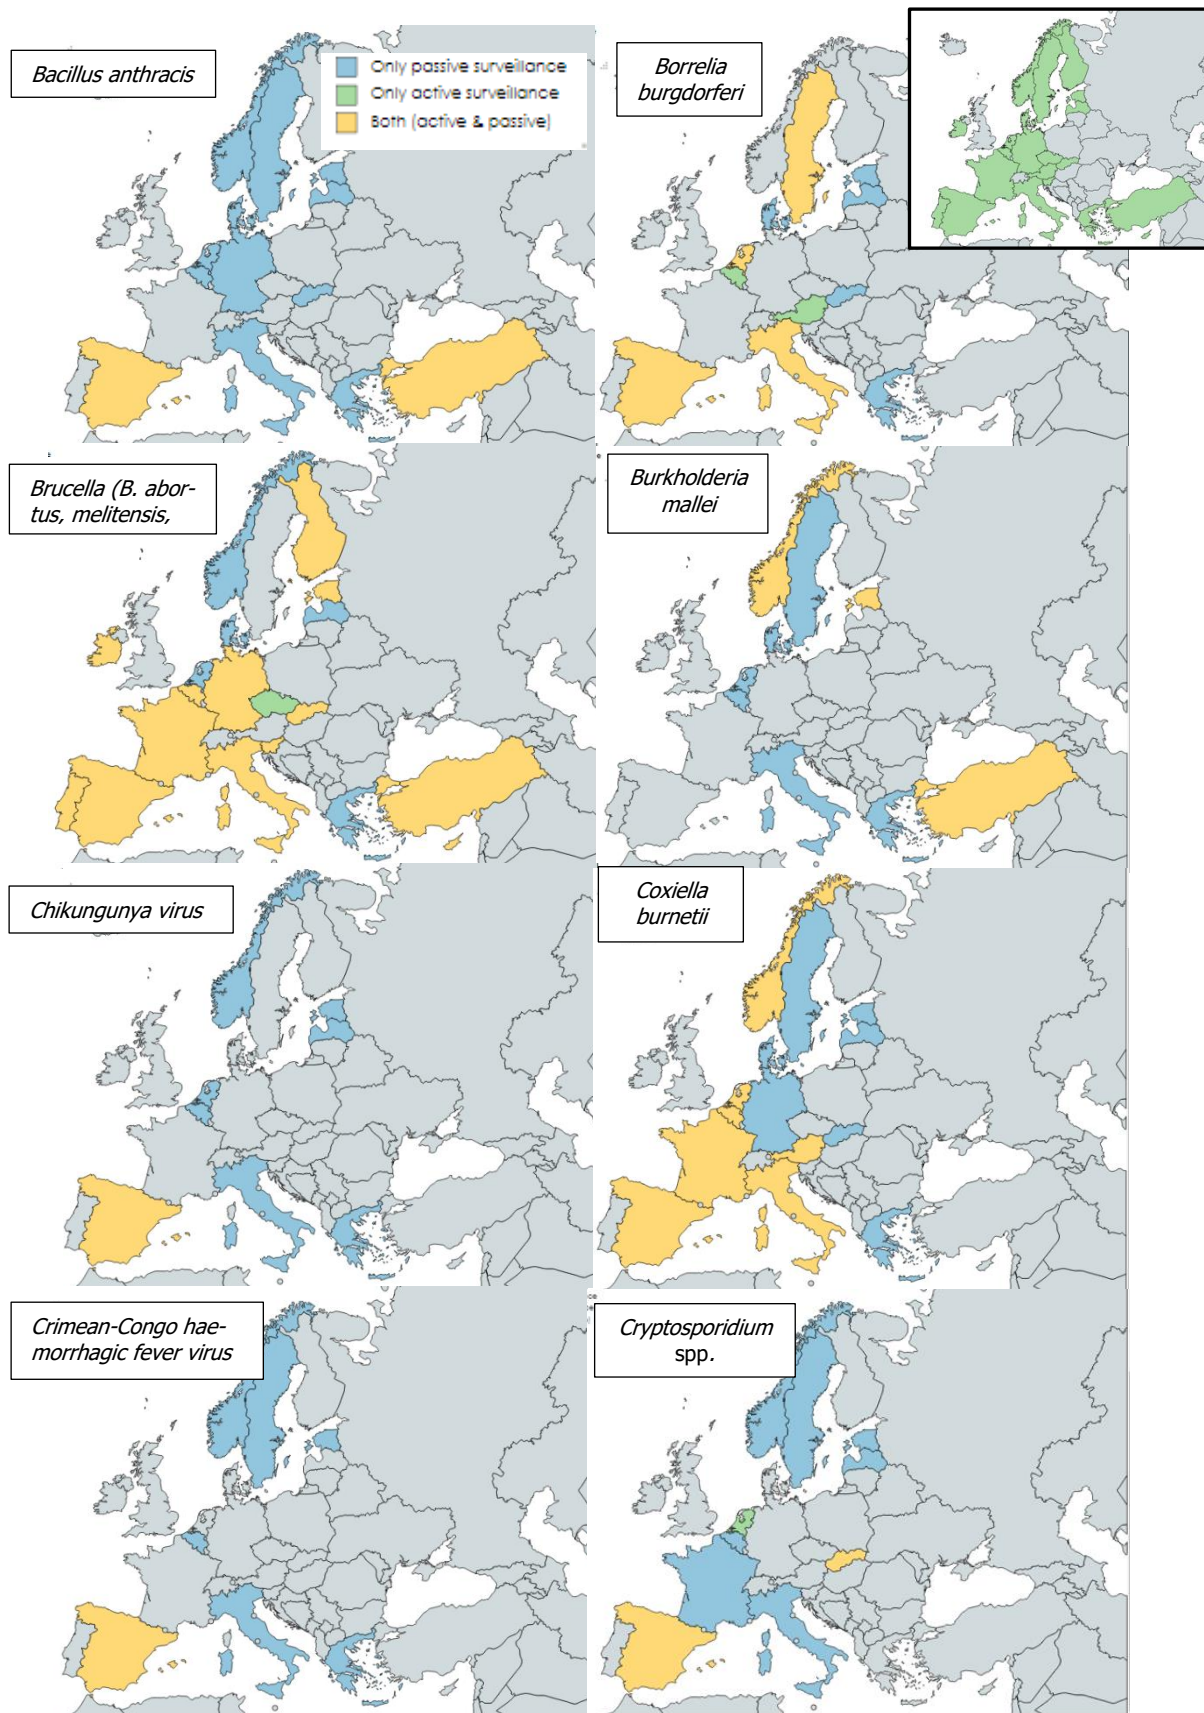 Bacillus anthracis
Only passive surveillance
Only active surveillance
Both (active & passive)
Borrelia
burgdorferi
Brucella (B. abor-
tus, melitensis,
Burkholderia
mallei
Chikungunya virus
Coxiella
burnetii
Crimean-Congo hae-
morrhagic fever virus
Cryptosporidium
spp.